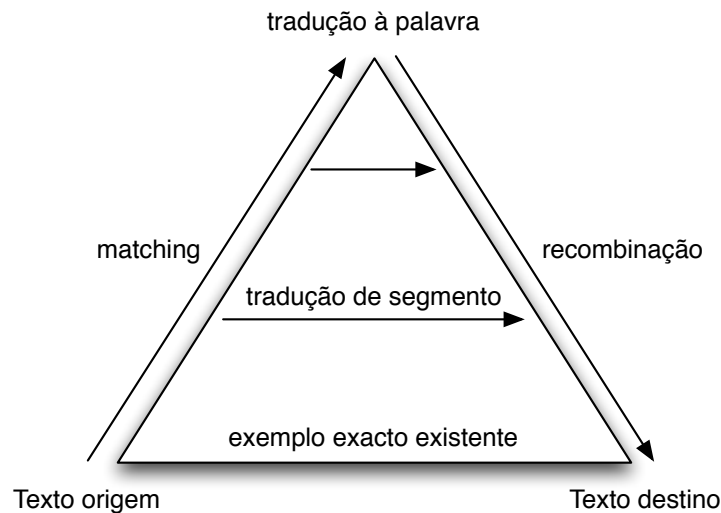 tradução à palavra
matching
recombinação
tradução de segmento
exemplo exacto existente
Texto origem
Texto destino